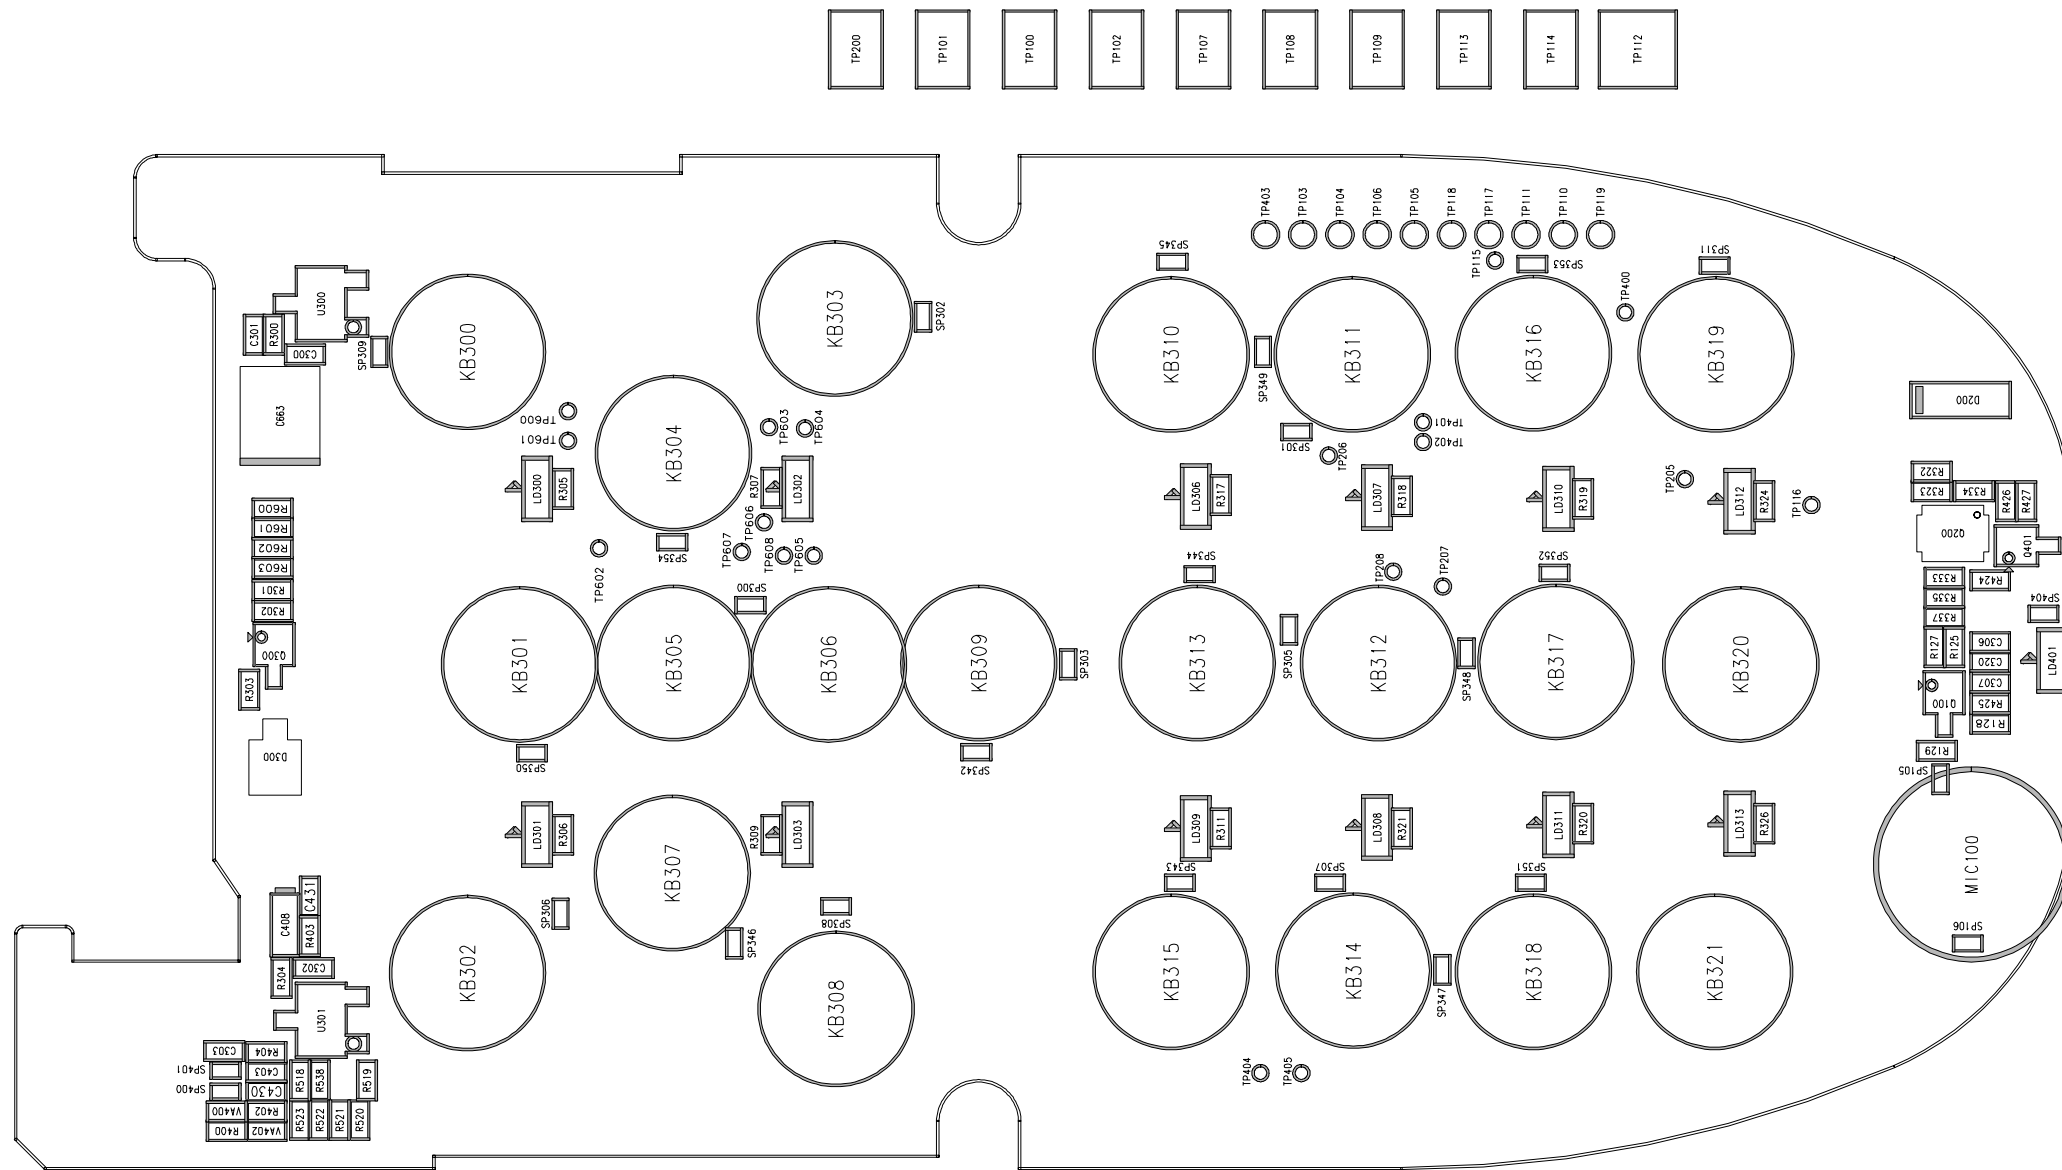 TP200
TP101
TP100
TP102
TP107
TP108
TP109
TP113
TP114
TP112
TP403
TP103
TP104
TP106
TP105
TP118
TP117
TP111
TP110
TP119
TP115
SP345
SP353
SP311
TP400
U300
C301
R300
C300
SP309
KB300
KB303
SP302
KB310
SP349
KB311
KB316
KB319
C663
TP600
TP601
KB304
TP603
TP604
SP301
TP206
TP401
TP402
D200
LD300
R305
R307
LD302
LD306
R317
LD307
R318
LD310
R319
TP205
LD312
R324
TP116
R322
R323
R334
R426
R427
R600
R601
R602
R603
R301
R302
TP606
TP602
SP354
TP607
TP608
TP605
Q200
Q401
SP344
TP208
TP207
SP352
R333
R424
R335
R337
SP404
SP300
Q300
R303
KB301
KB305
KB306
KB309
SP303
KB313
SP305
KB312
SP348
KB317
KB320
R127
R125
C306
C320
C307
R425
R128
LD401
Q100
D300
SP350
SP342
R129
SP105
LD301
R306
R309
LD303
LD309
R311
LD308
R321
LD311
R320
LD313
R326
MIC100
KB307
SP343
SP307
SP351
C431
C408
R403
SP306
SP308
SP346
SP106
R304
C302
KB302
KB308
KB315
KB314
SP347
KB318
KB321
U301
C303
R404
SP401
C403
SP400
C430
R518
R538
R519
VA400
R402
R400
VA402
R523
R522
R521
R520
TP404
TP405